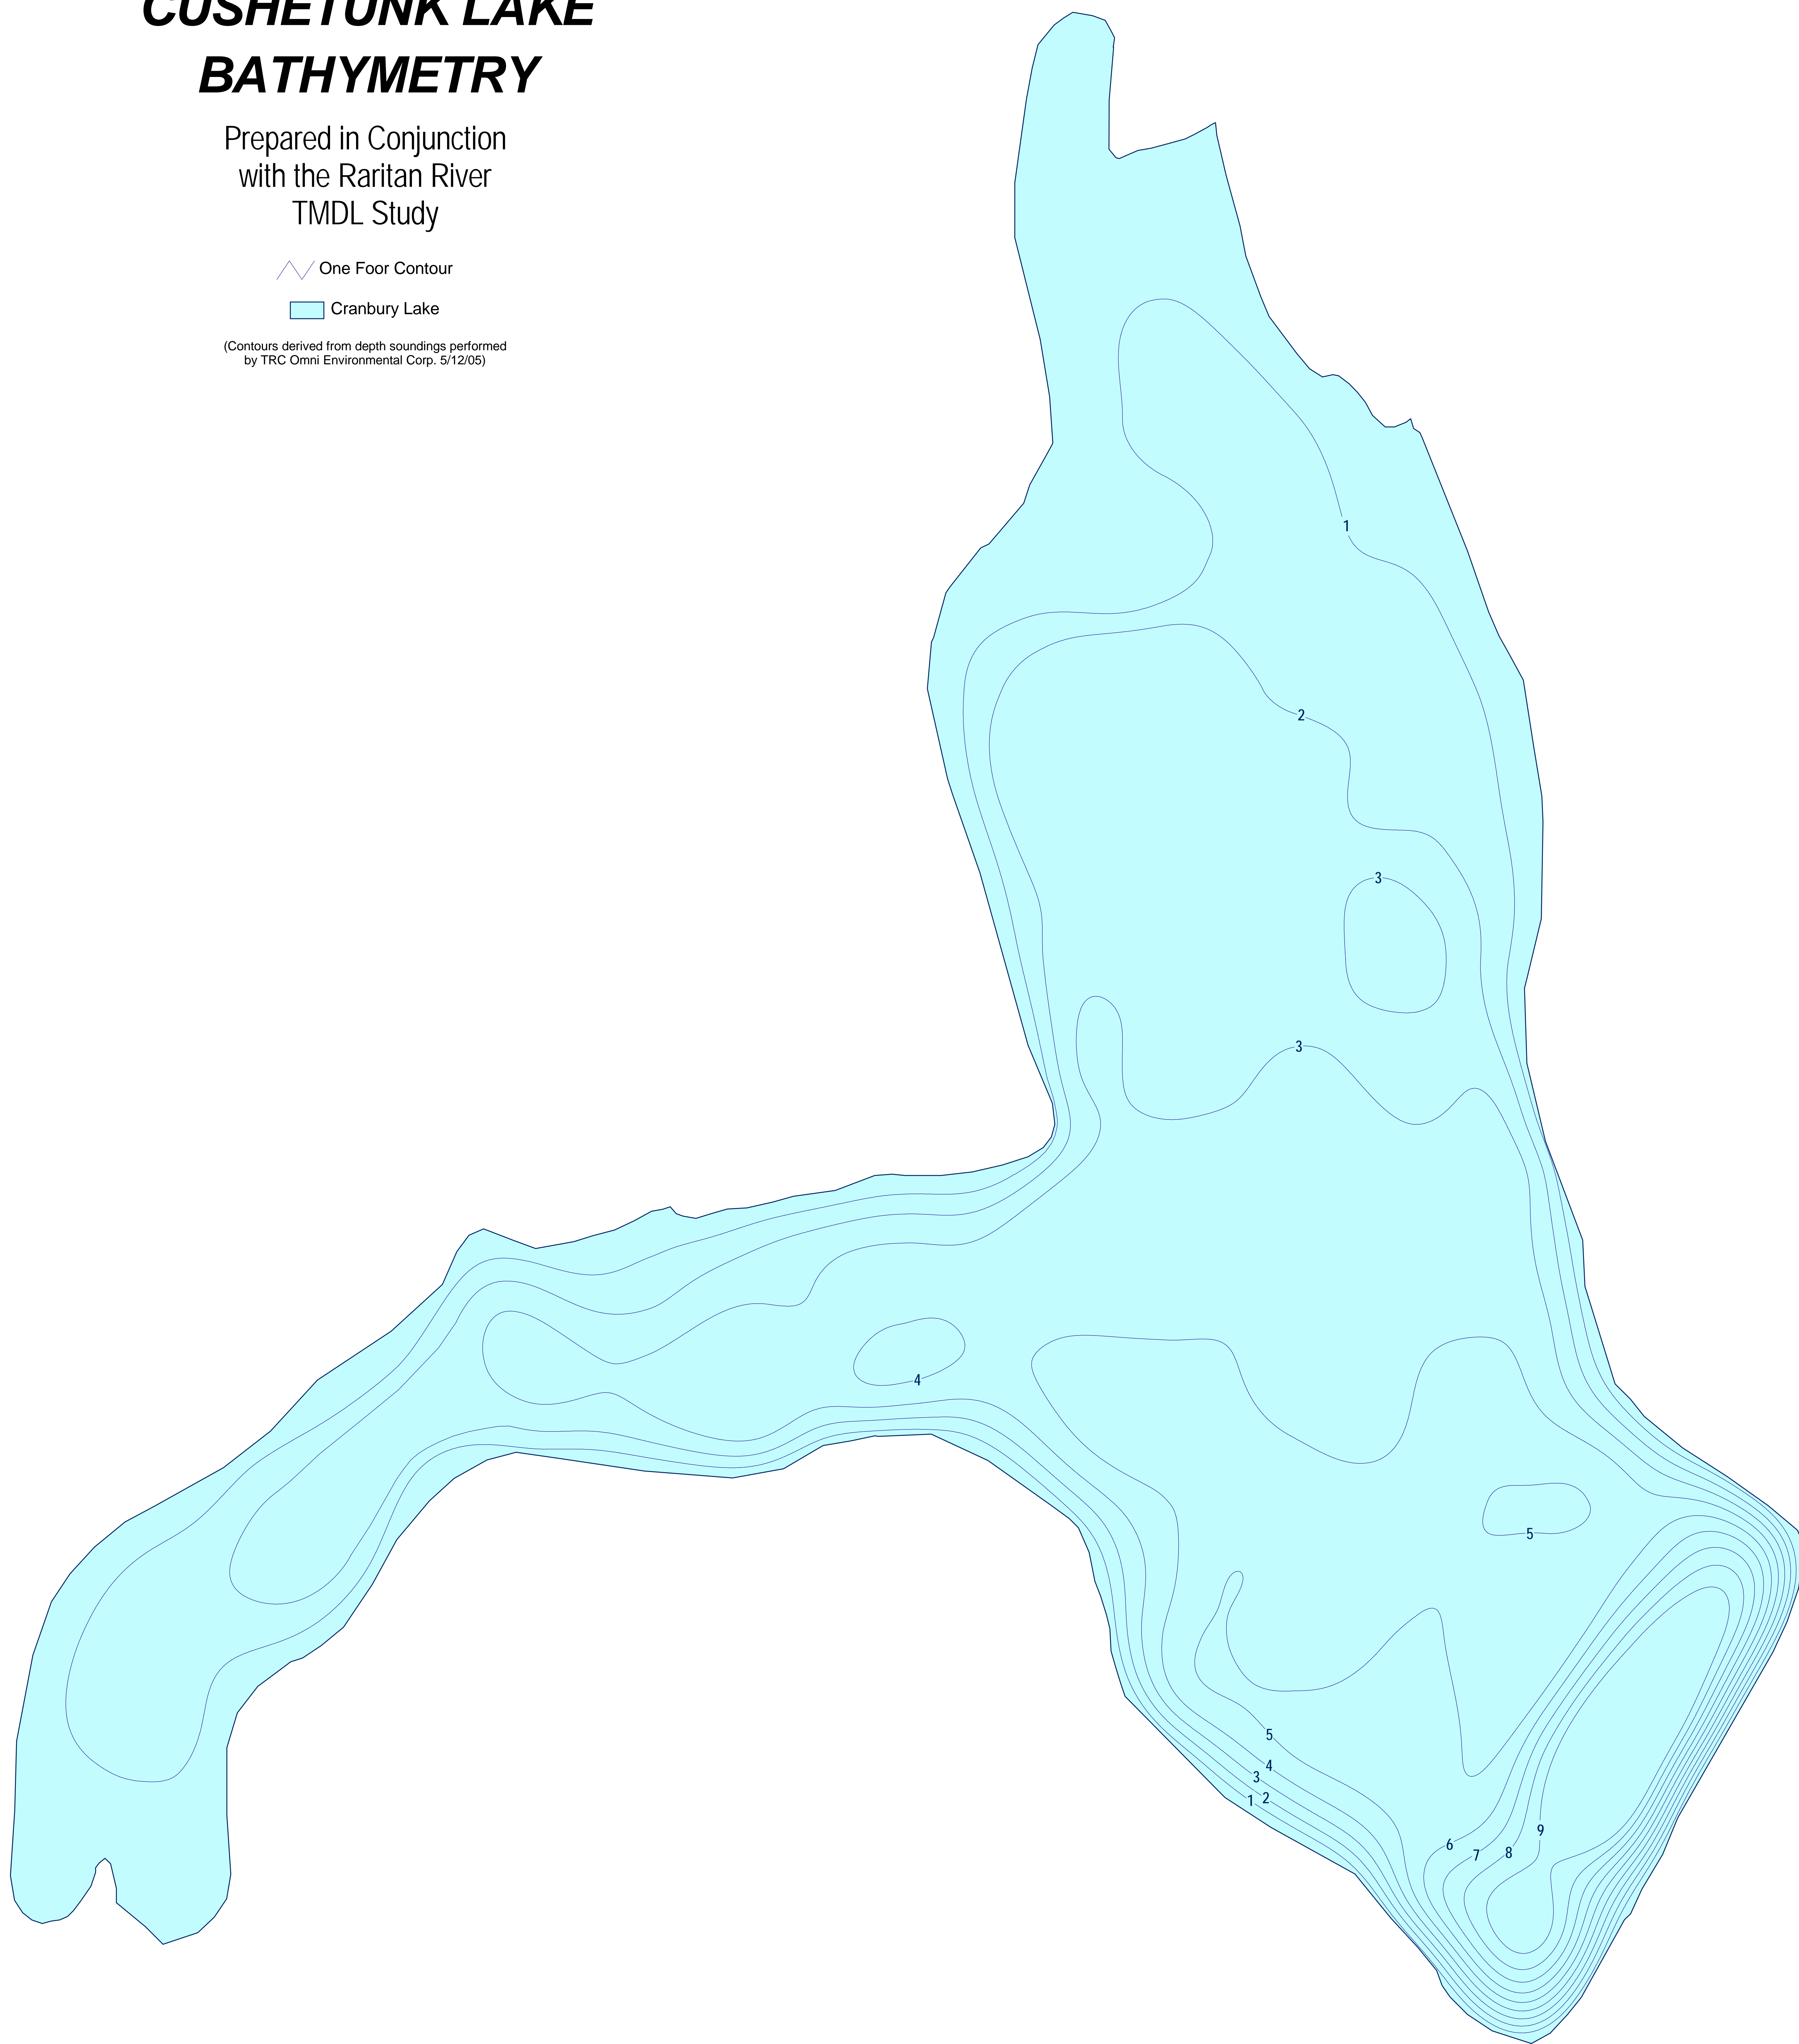 CUSHETUNK LAKE
BATHYMETRY
Prepared in Conjunction
with the Raritan River
TMDL Study
One Foor Contour
Cranbury Lake
(Contours derived from depth soundings performed
by TRC Omni Environmental Corp. 5/12/05)
1
2
3
3
4
5
5
4
3
2
1
9
6
7
8